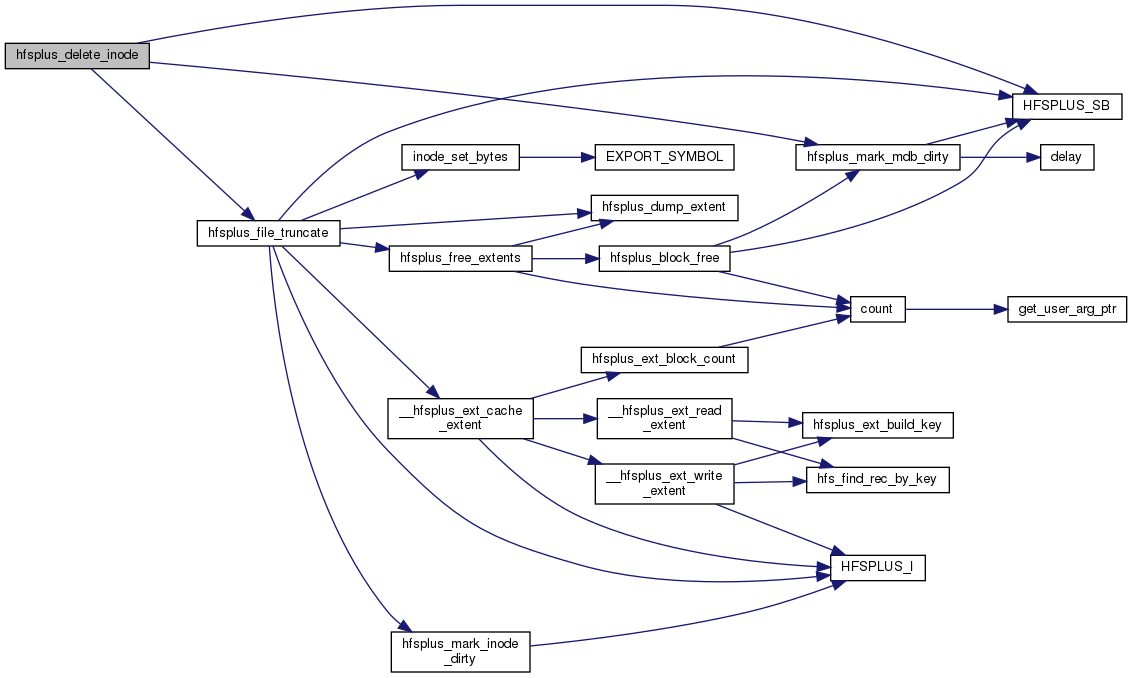 hfsplus_delete_inode
HFSPLUS_SB
inode_set_bytes
EXPORT_SYMBOL
hfsplus_mark_mdb_dirty
delay
hfsplus_dump_extent
hfsplus_file_truncate
hfsplus_free_extents
hfsplus_block_free
count
get_user_arg_ptr
hfsplus_ext_block_count
__hfsplus_ext_cache
_extent
__hfsplus_ext_read
_extent
hfsplus_ext_build_key
__hfsplus_ext_write
_extent
hfs_find_rec_by_key
HFSPLUS_I
hfsplus_mark_inode
_dirty